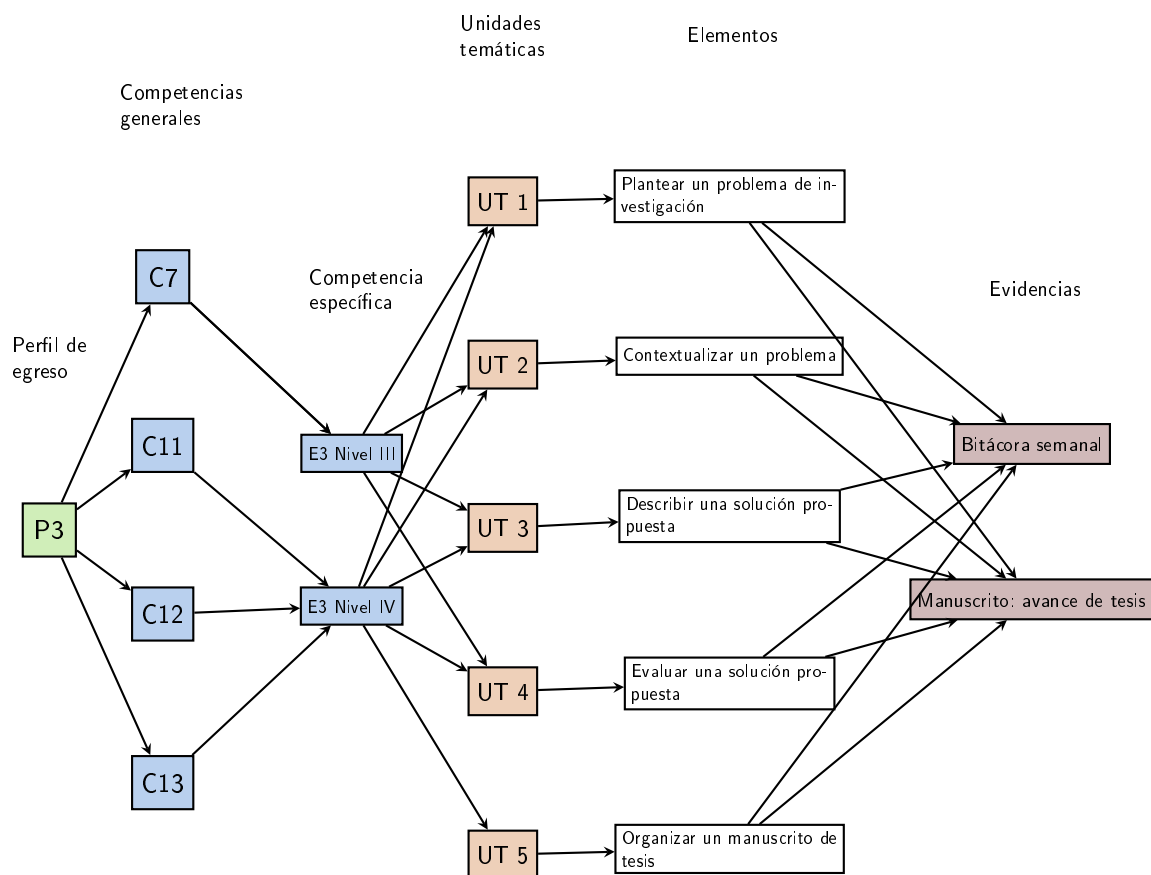 Unidades
temáticas
Elementos
Competencias
generales
UT 1
Plantear un problema de in-
vestigación
C7
Competencia
específica
Evidencias
Perfil de
egreso
UT 2
Contextualizar un problema
C11
E3 Nivel III
Bitácora semanal
P3
UT 3
Describir una solución pro-
puesta
C12
E3 Nivel IV
Manuscrito: avance de tesis
UT 4
Evaluar una solución pro-
puesta
C13
UT 5
Organizar un manuscrito de
tesis